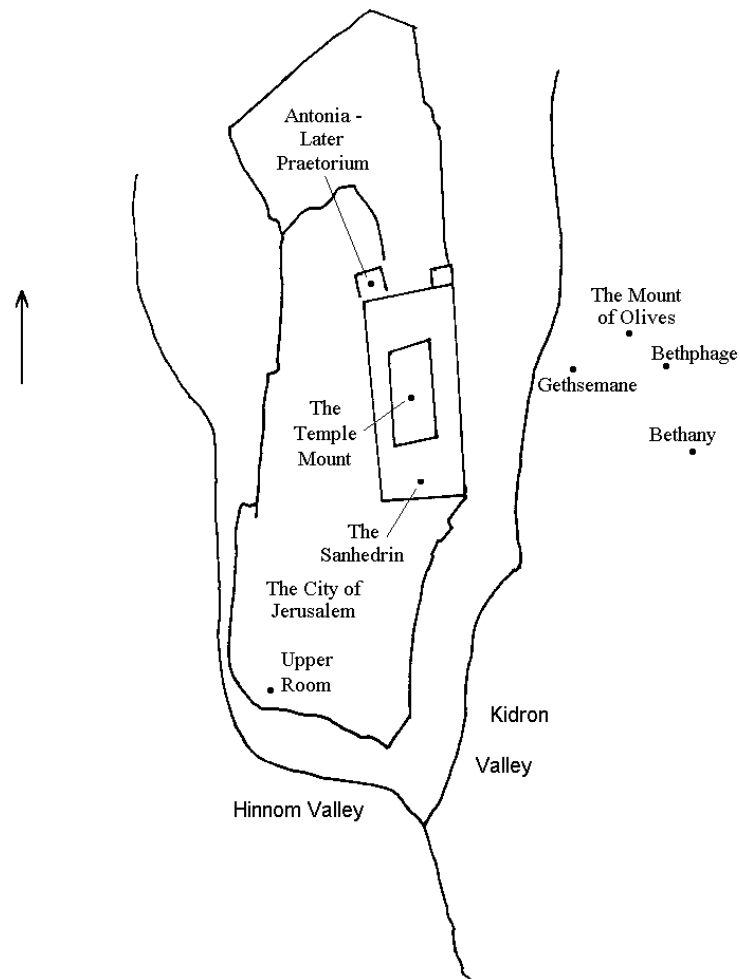 Antonia -
Later
Praetorium
The Mount
of Olives
Bethphage
Gethsemane
The
Temple
Mount
Bethany
The
Sanhedrin
The City of
Jerusalem
Upper
Room
Kidron
Valley
Hinnom Valley